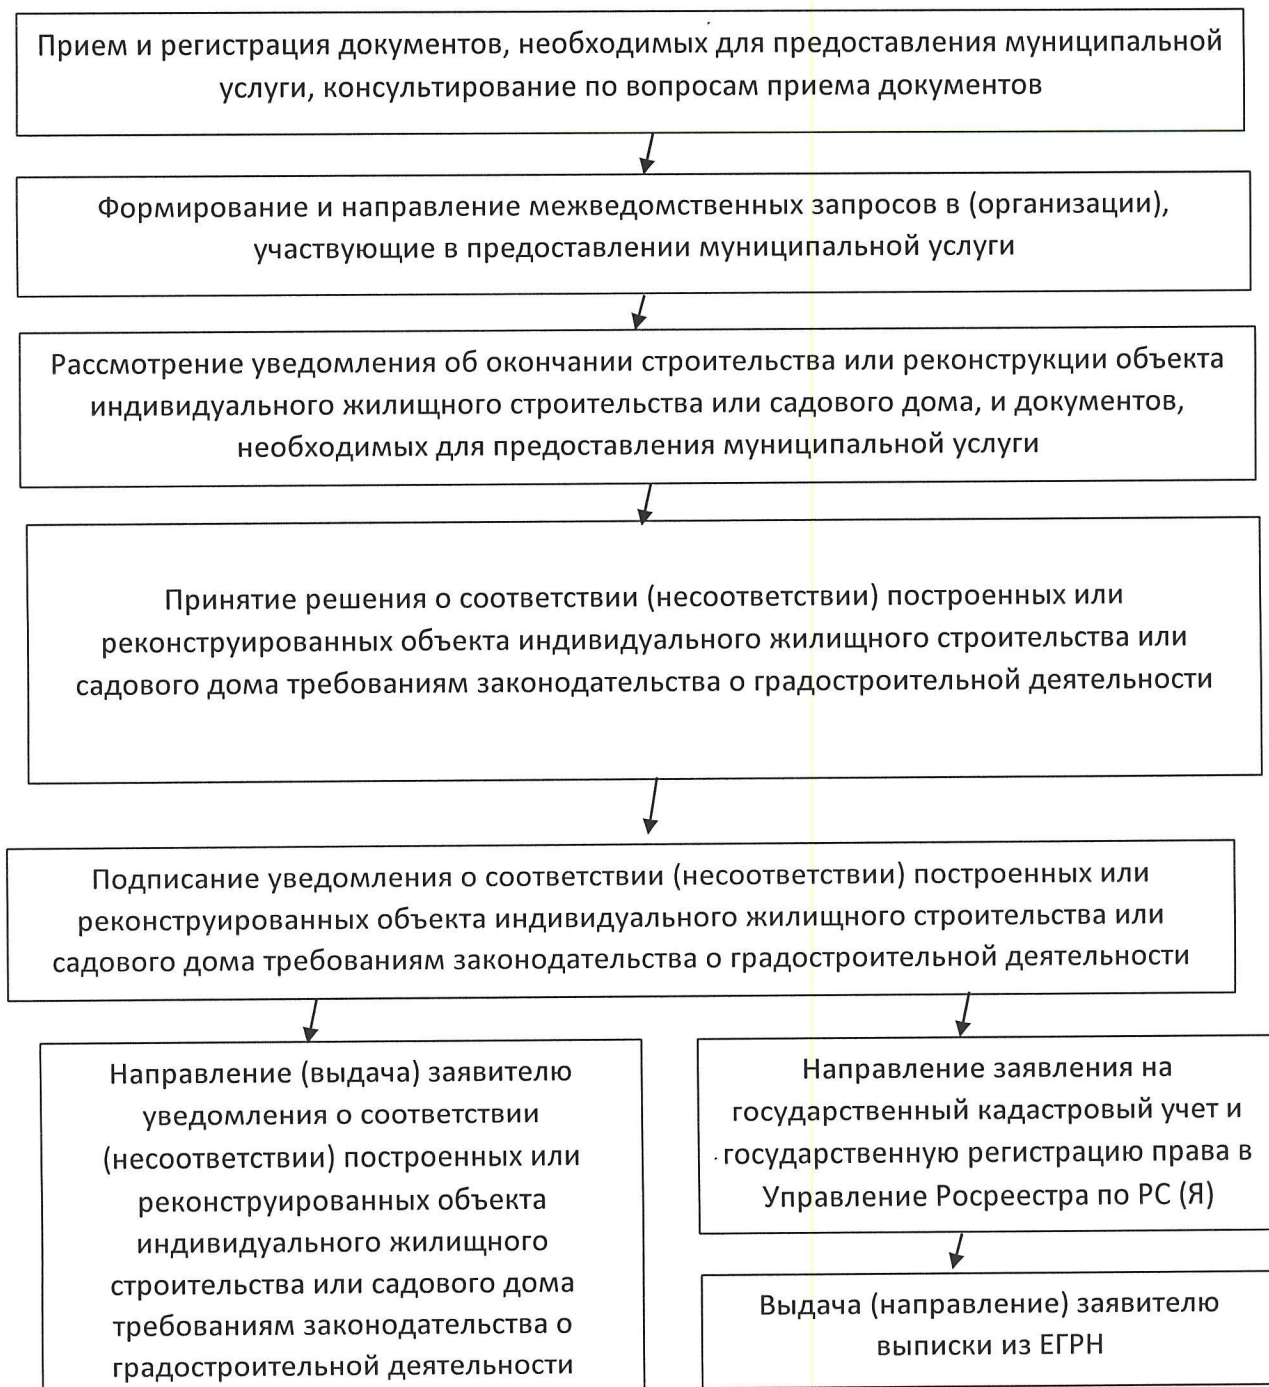 Прием и регистрация документов, необходимых для предоставления муниципальной
услуги, консультирование по вопросам приема документов
Формирование и направление межведомственных запросов в (организации),
участвующие в предоставлении муниципальной услуги
Рассмотрение уведомления об окончании строительства или реконструкции объекта
индивидуального жилищного строительства или садового дома, и документов,
необходимых для предоставления муниципальной услуги
Принятие решения о соответствии (несоответствии) построенных или
реконструированных объекта индивидуального жилищного строительства или
садового дома требованиям законодательства о градостроительной деятельности
Подписание уведомления о соответствии (несоответствии) построенных или
реконструированных объекта индивидуального жилищного строительства или
садового дома требованиям законодательства о градостроительной деятельности
Направление (выдача) заявителю
уведомления о соответствии
(несоответствии) построенных или
реконструированных объекта
индивидуального жилищного
строительства или садового дома
требованиям законодательства о
градостроительной деятельности
Направление заявления на
государственный кадастровый учет и
государственную регистрацию права в
Управление Росреестра по РС (Я)
Выдача (направление) заявителю
выписки из ЕГРН